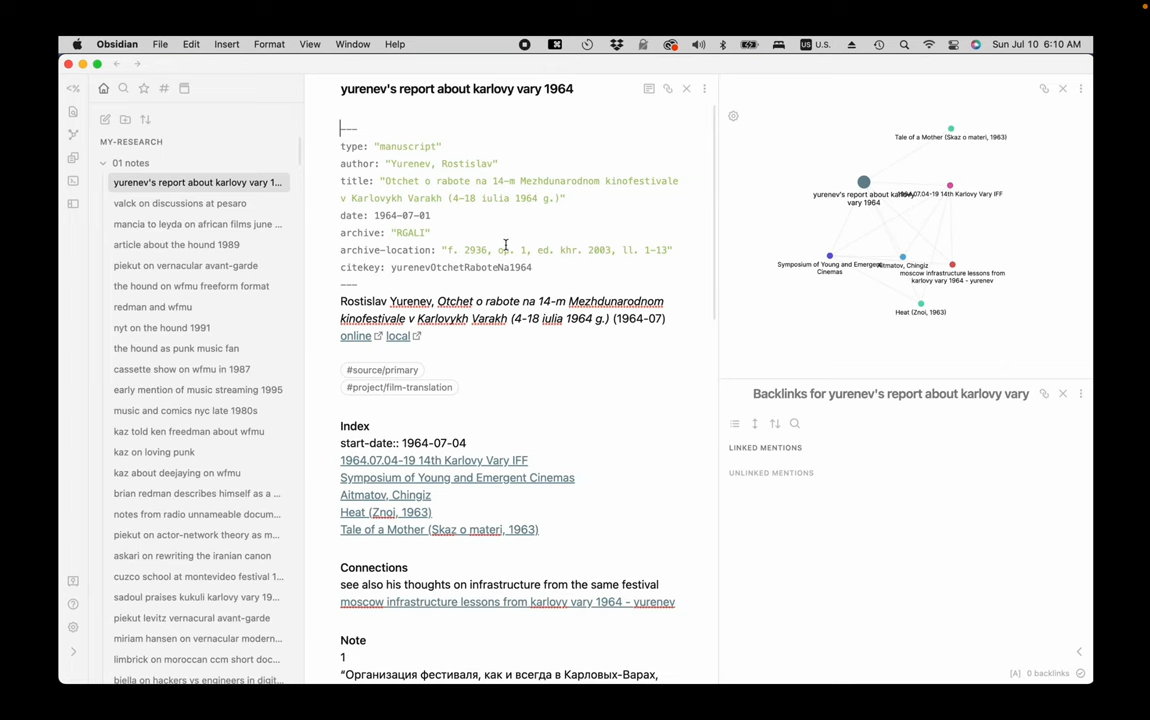 Obsidian File Edit Insert Format View Window Help U.S. Sun Jul 10 6:10 AM
MY-RESEARCH
01 notes
yurenev's report about karlovy vary 1...
valck on discussions at pesaro
mancia to leyda on african films june ...
article about the hound 1989
piekut on vernacular avant-garde
the hound on wfmu freeform format
redman and wfmu
nyt on the hound 1991
the hound as punk music fan
cassette show on wfmu in 1987
early mention of music streaming 1995
music and comics nyc late 1980s
kaz told ken freedman about wfmu
kaz on loving punk
kaz about deejaying on wfmu
brian redman describes himself as a ...
notes from radio unnameable docum...
piekut on actor-network theory as m...
askari on rewriting the iranian canon
cuzco school at montevideo festival 1...
sadoul praises kukuli karlovy vary 19...
piekut levitz vernacural avant-garde
miriam hansen on vernacular modern...
limbrick on moroccan ccm short doc...
biella on hackers vs engineers in digit...
yurenev's report about karlovy vary 1964
---
type: "manuscript"
author: "Yurenev, Rostislav"
title: "Otchet o rabote na 14-m Mezhdunarodnom kinofestivale
v Karlovykh Varakh (4-18 iulia 1964 g.)"
date: 1964-07-01
archive: "RGALI"
archive-location: "f. 2936, op. 1, ed. khr. 2003, ll. 1-13"
citekey: yurenevOtchetRaboteNa1964
---
Rostislav Yurenev, Otchet o rabote na 14-m Mezhdunarodnom
kinofestivale v Karlovykh Varakh (4-18 iulia 1964 g.) (1964-07)
online local
#source/primary
#project/film-translation
Index
start-date:: 1964-07-04
1964.07.04-19 14th Karlovy Vary IFF
Symposium of Young and Emergent Cinemas
Aitmatov, Chingiz
Heat (Znoj, 1963)
Tale of a Mother (Skaz o materi, 1963)
Connections
see also his thoughts on infrastructure from the same festival
moscow infrastructure lessons from karlovy vary 1964 - yurenev
Note
1
“Организация фестиваля, как и всегда в Карловых-Варах,
Tale of a Mother (Skaz o materi, 1963)
yurenev's report about karlovy vary 1964
1964.07.04-19 14th Karlovy Vary IFF
Symposium of Young and Emergent Cinemas
Aitmatov, Chingiz
moscow infrastructure lessons from
karlovy vary 1964 - yurenev
Heat (Znoj, 1963)
Backlinks for yurenev's report about karlovy vary
LINKED MENTIONS
UNLINKED MENTIONS
[A] 0 backlinks